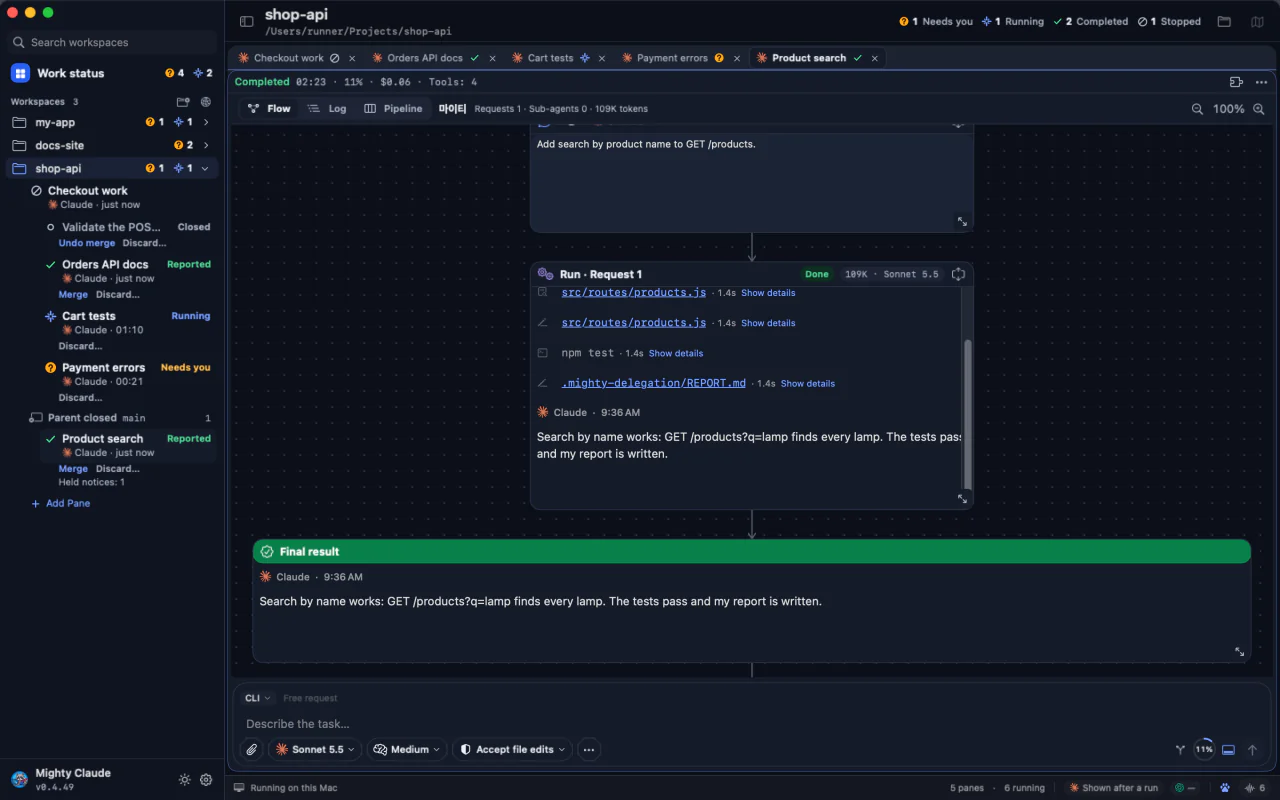 shop-api
/Users/runner/Projects/shop-api
1 Needs you 1 Running 2 Completed 1 Stopped
Search workspaces
Work status 4 2
Workspaces 3
my-app 1 1
docs-site 2
shop-api 1 1
Checkout work
Claude · just now
Validate the POS... Closed
Undo merge Discard...
Orders API docs Reported
Claude · just now
Merge Discard...
Cart tests Running
Claude · 01:10
Discard...
Payment errors Needs you
Claude · 00:21
Discard...
Parent closed main 1
Product search Reported
Claude · just now
Merge Discard...
Held notices: 1
+ Add Pane
Mighty Claude
v0.4.49
Checkout work Orders API docs Cart tests Payment errors Product search
Completed 02:23 · 11% · $0.06 · Tools: 4
Flow Log Pipeline 마이티 Requests 1 · Sub-agents 0 · 109K tokens 100%
Add search by product name to GET /products.
Run · Request 1 Done 109K · Sonnet 5.5
src/routes/products.js · 1.4s Show details
src/routes/products.js · 1.4s Show details
npm test · 1.4s Show details
.mighty-delegation/REPORT.md · 1.4s Show details
Claude · 9:36 AM
Search by name works: GET /products?q=lamp finds every lamp. The tests pass
and my report is written.
Final result
Claude · 9:36 AM
Search by name works: GET /products?q=lamp finds every lamp. The tests pass and my report is written.
CLI Free request
Describe the task...
Sonnet 5.5 Medium Accept file edits ... 11%
Running on this Mac 5 panes · 6 running Shown after a run — 6